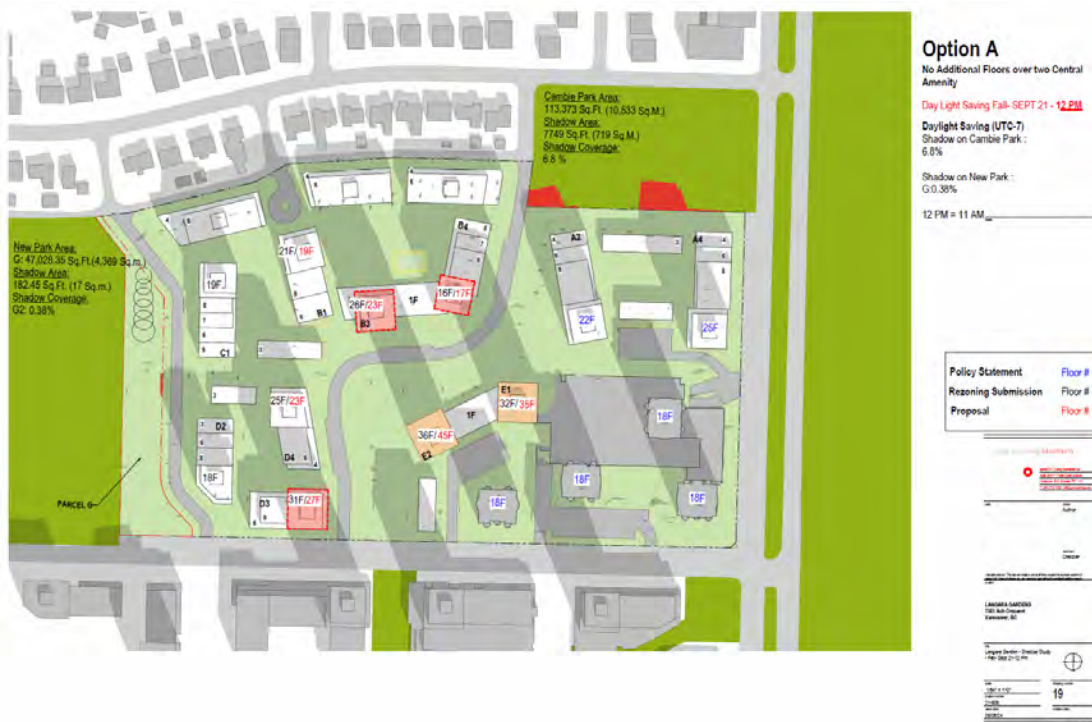 Option A
No Additional Floors over two Central
Amenity
Day Light Saving Fall- SEPT 21 - 12 PM
Daylight Saving (UTC-7)
Shadow on Cambie Park :
6.8%
Shadow on New Park :
G:0.38%
12 PM = 11 AM
Cambie Park Area:
113,373 Sq.Ft. (10,533 Sq.M.)
Shadow Area:
7749 Sq.Ft. (719 Sq.M.)
Shadow Coverage:
6.8 %
New Park Area:
G: 47,028.35 Sq.Ft.(4,369 Sq.m.)
Shadow Area:
182.45 Sq.Ft. (17 Sq.m.)
Shadow Coverage:
G2: 0.38%
PARCEL G
19F
C1
21F/19F
B1
26F/23F
B3
1F
16F/17F
B4
A2
22F
A4
25F
D2
18F
25F/23F
D4
D3
31F/27F
36F/45F
E2
1F
E1
32F/35F
18F
18F
18F
18F
Policy Statement Floor #
Rezoning Submission Floor #
Proposal Floor #
Author
Checker
LANGARA GARDENS
Vancouver, BC
19